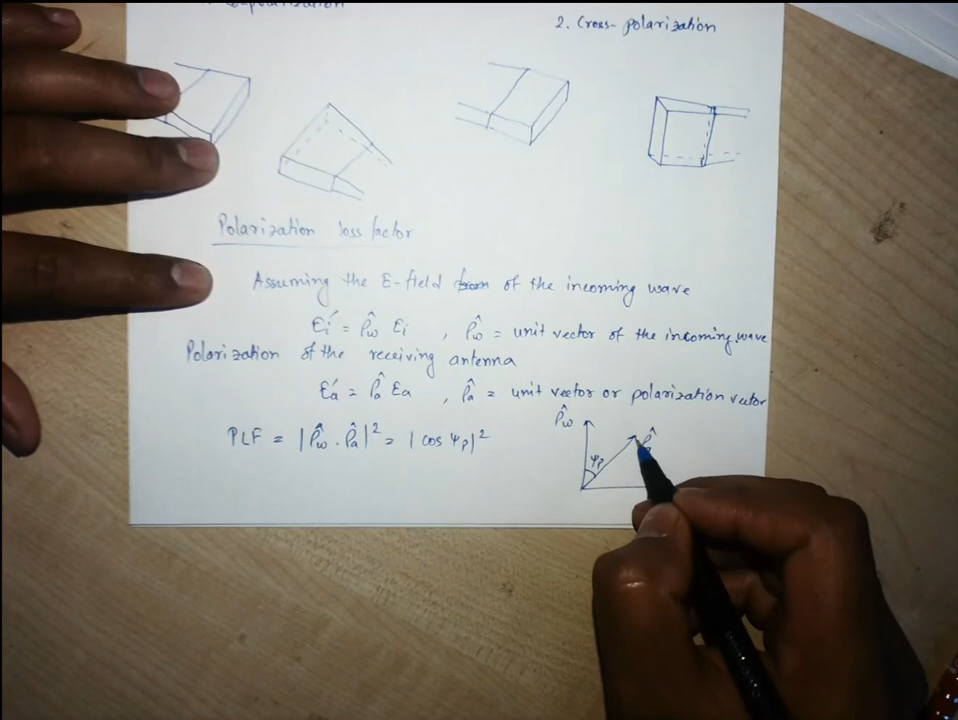 2. Cross-polarization
Polarization loss factor
Assuming the E-field of the incoming wave
Ei' = ρ̂w Ei , ρ̂w = unit vector of the incoming wave
Polarization of the receiving antenna
Ea' = ρ̂a Ea , ρ̂a = unit vector or polarization vector
PLF = |ρ̂w . ρ̂a|² = |cos ψp|²
ρ̂w
ψp